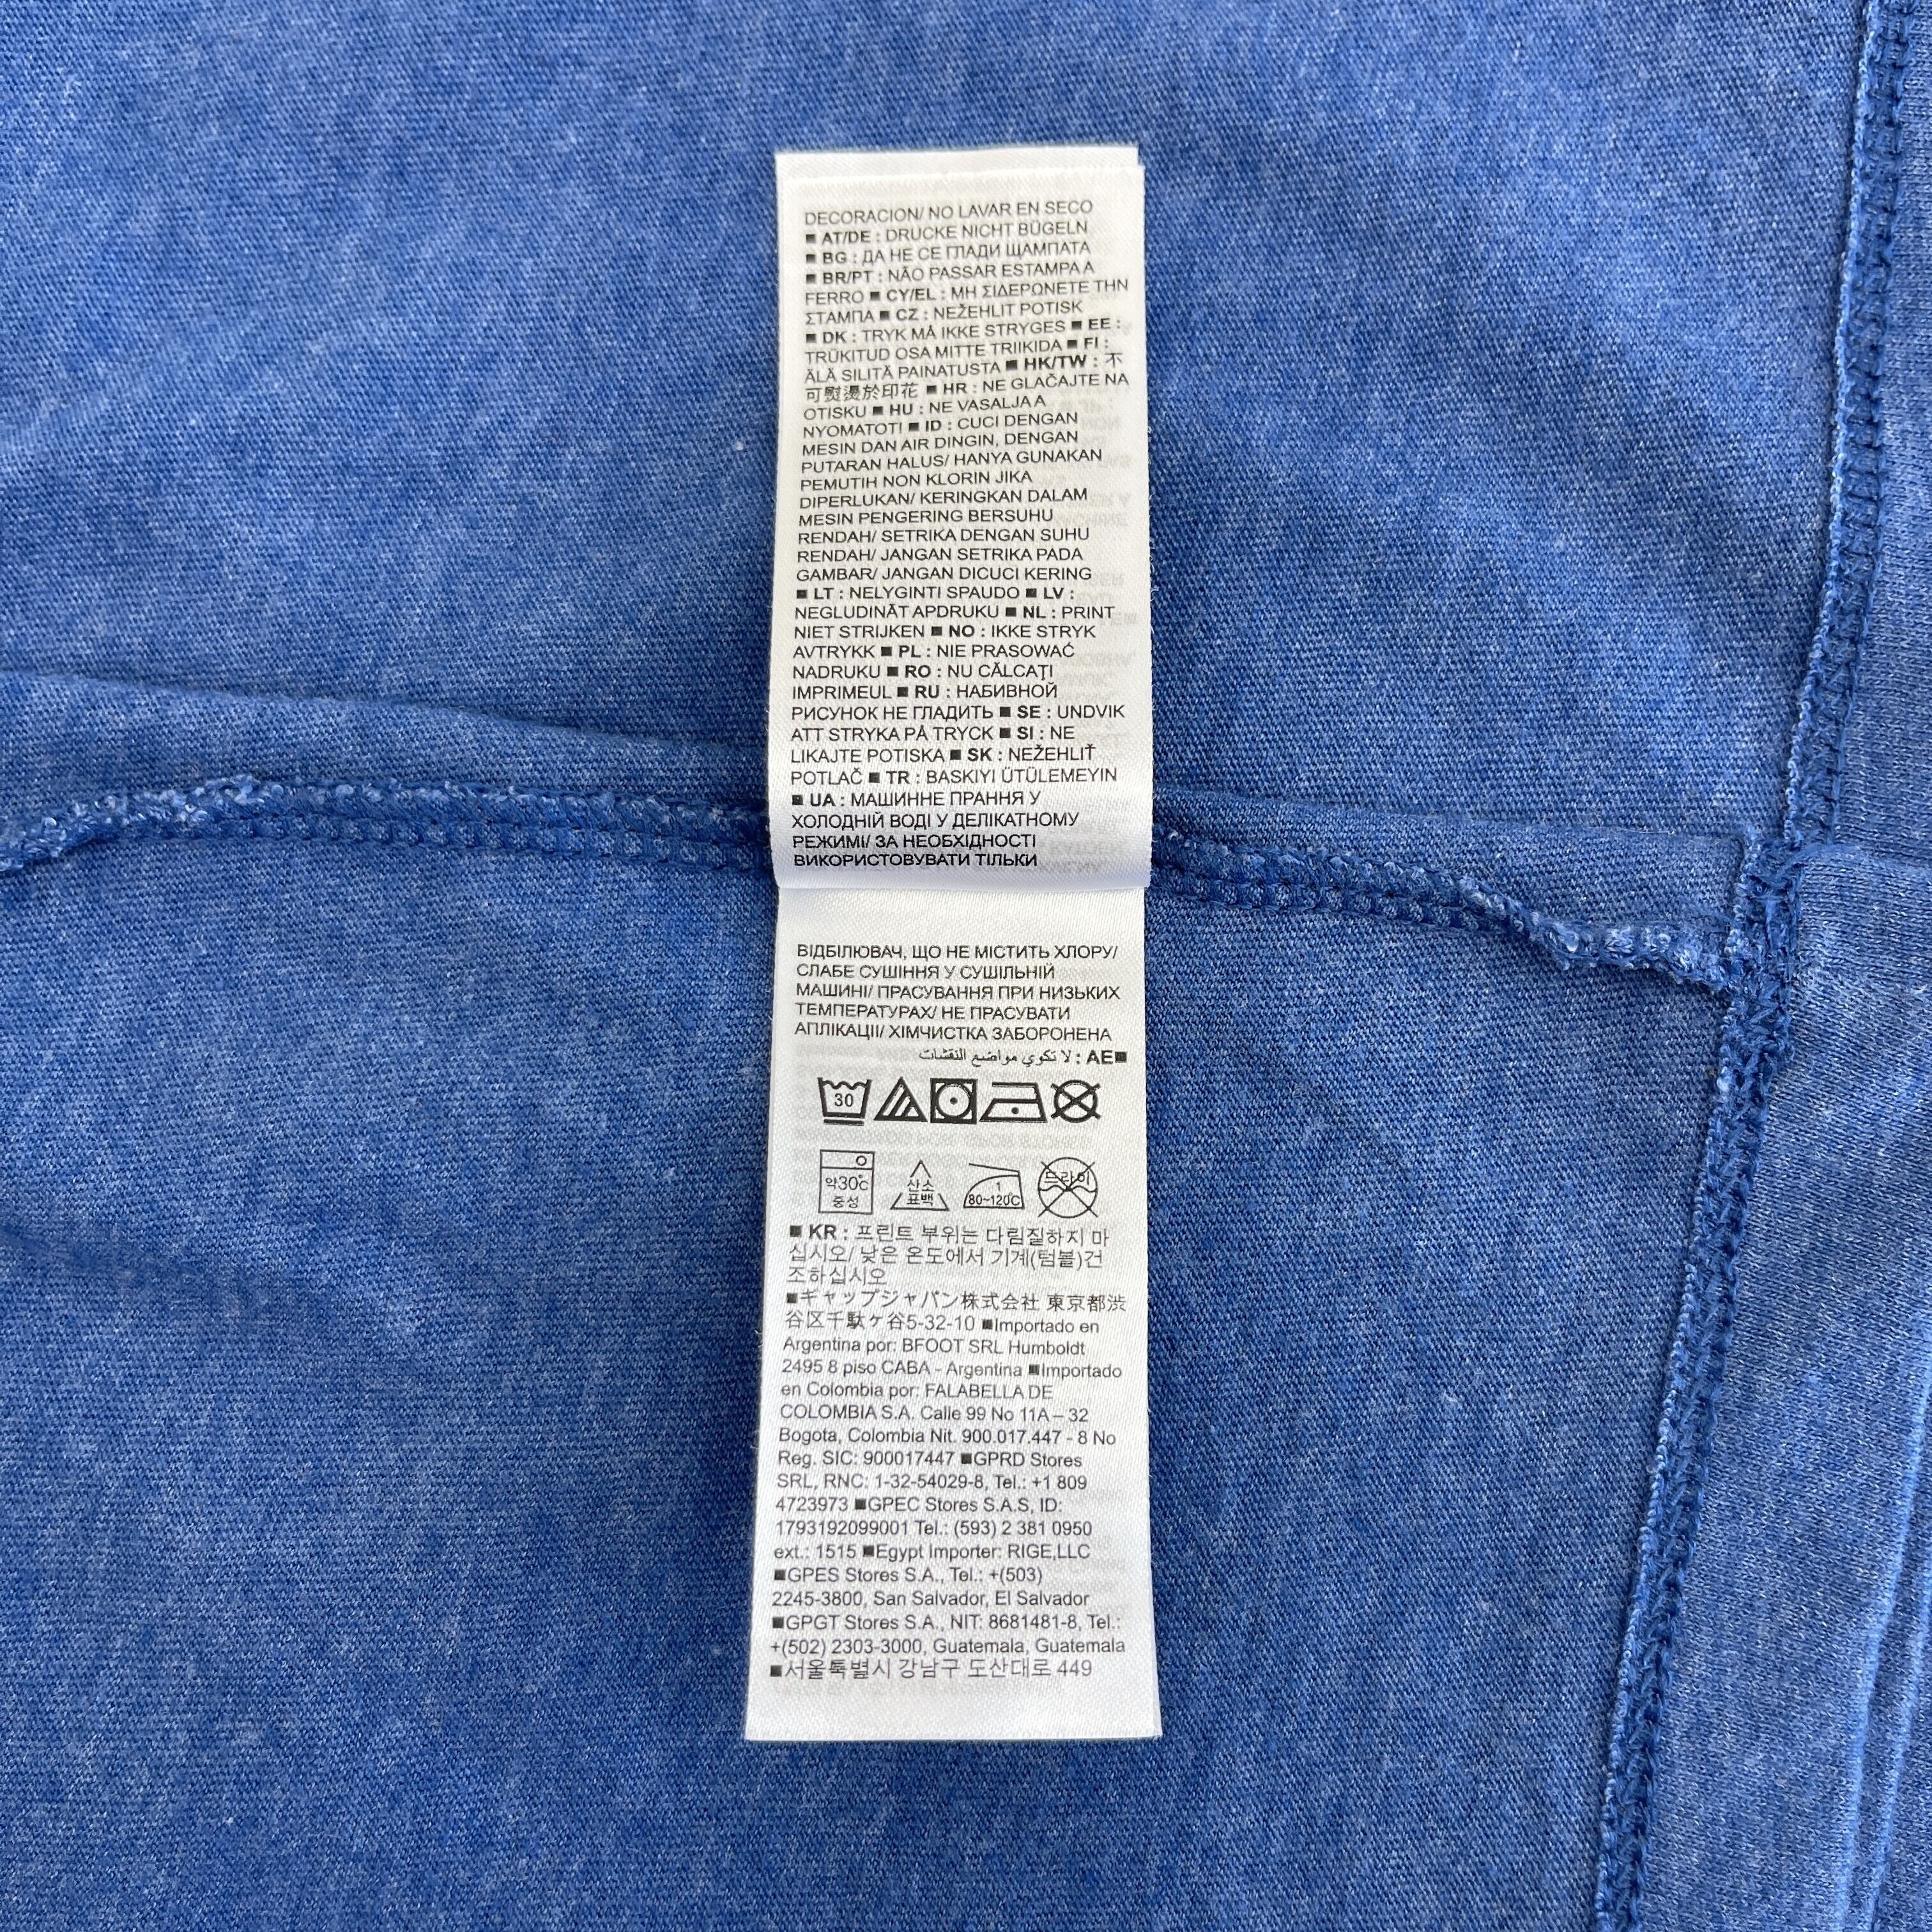 DECORACION/ NO LAVAR EN SECO
■ AT/DE : DRUCKE NICHT BÜGELN
■ BG : ДА НЕ СЕ ГЛАДИ ЩАМПАТА
■ BR/PT : NÃO PASSAR ESTAMPA A
FERRO ■ CY/EL : ΜΗ ΣΙΔΕΡΩΝΕΤΕ ΤΗΝ
ΣΤΑΜΠΑ ■ CZ : NEŽEHLIT POTISK
■ DK : TRYK MÅ IKKE STRYGES ■ EE :
TRÜKITUD OSA MITTE TRIIKIDA ■ FI :
ÄLÄ SILITÄ PAINATUSTA ■ HK/TW : 不
可熨燙於印花 ■ HR : NE GLAČAJTE NA
OTISKU ■ HU : NE VASALJA A
NYOMATOTI ■ ID : CUCI DENGAN
MESIN DAN AIR DINGIN, DENGAN
PUTARAN HALUS/ HANYA GUNAKAN
PEMUTIH NON KLORIN JIKA
DIPERLUKAN/ KERINGKAN DALAM
MESIN PENGERING BERSUHU
RENDAH/ SETRIKA DENGAN SUHU
RENDAH/ JANGAN SETRIKA PADA
GAMBAR/ JANGAN DICUCI KERING
■ LT : NELYGINTI SPAUDO ■ LV :
NEGLUDINĀT APDRUKU ■ NL : PRINT
NIET STRIJKEN ■ NO : IKKE STRYK
AVTRYKK ■ PL : NIE PRASOWAĆ
NADRUKU ■ RO : NU CĂLCAŢI
IMPRIMEUL ■ RU : НАБИВНОЙ
РИСУНОК НЕ ГЛАДИТЬ ■ SE : UNDVIK
ATT STRYKA PÅ TRYCK ■ SI : NE
LIKAJTE POTISKA ■ SK : NEŽEHLIŤ
POTLAČ ■ TR : BASKIYI ÜTÜLEMEYIN
■ UA : МАШИННЕ ПРАННЯ У
ХОЛОДНІЙ ВОДІ У ДЕЛІКАТНОМУ
РЕЖИМІ/ ЗА НЕОБХІДНОСТІ
ВИКОРИСТОВУВАТИ ТІЛЬКИ
ВІДБІЛЮВАЧ, ЩО НЕ МІСТИТЬ ХЛОРУ/
СЛАБЕ СУШІННЯ У СУШІЛЬНІЙ
МАШИНІ/ ПРАСУВАННЯ ПРИ НИЗЬКИХ
ТЕМПЕРАТУРАХ/ НЕ ПРАСУВАТИ
АПЛІКАЦІЇ/ ХІМЧИСТКА ЗАБОРОНЕНА
■AE : لا تكوي مواضع النقشات
30
약30℃ 산소 1 드라이
중성 표백 80~120℃
■ KR : 프린트 부위는 다림질하지 마
십시오/ 낮은 온도에서 기계(텀블)건
조하십시오
■ギャップジャパン株式会社 東京都渋
谷区千駄ヶ谷5-32-10 ■Importado en
Argentina por: BFOOT SRL Humboldt
2495 8 piso CABA - Argentina ■Importado
en Colombia por: FALABELLA DE
COLOMBIA S.A. Calle 99 No 11A – 32
Bogota, Colombia Nit. 900.017.447 - 8 No
Reg. SIC: 900017447 ■GPRD Stores
SRL, RNC: 1-32-54029-8, Tel.: +1 809
4723973 ■GPEC Stores S.A.S, ID:
1793192099001 Tel.: (593) 2 381 0950
ext.: 1515 ■Egypt Importer: RIGE,LLC
■GPES Stores S.A., Tel.: +(503)
2245-3800, San Salvador, El Salvador
■GPGT Stores S.A., NIT: 8681481-8, Tel.:
+(502) 2303-3000, Guatemala, Guatemala
■서울특별시 강남구 도산대로 449